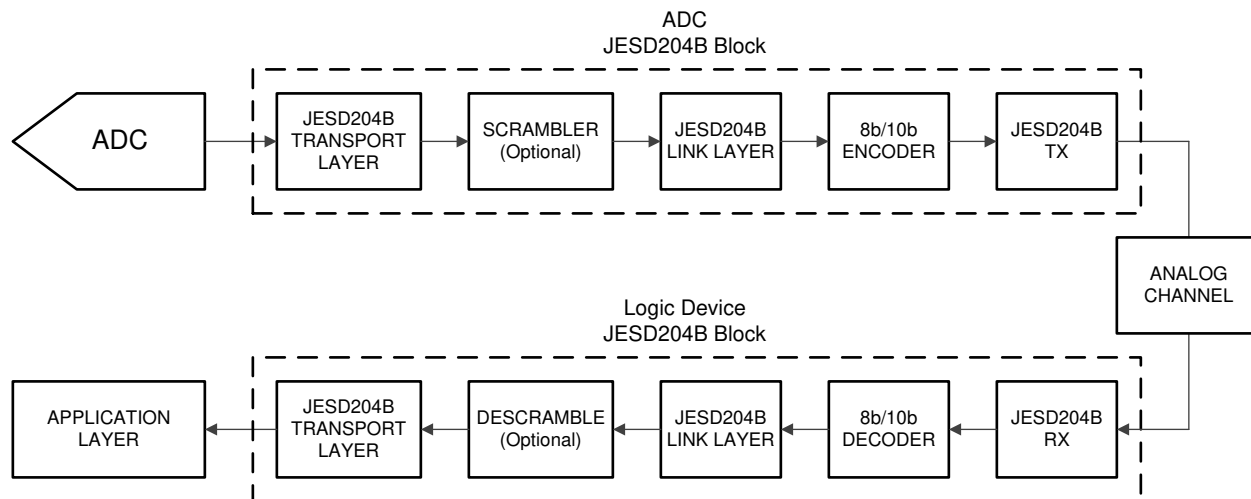 ADC
JESD204B Block
ADC
JESD204B
TRANSPORT
LAYER
SCRAMBLER
(Optional)
JESD204B
LINK LAYER
8b/10b
ENCODER
JESD204B
TX
ANALOG
CHANNEL
Logic Device
JESD204B Block
APPLICATION
LAYER
JESD204B
TRANSPORT
LAYER
DESCRAMBLE
(Optional)
JESD204B
LINK LAYER
8b/10b
DECODER
JESD204B
RX